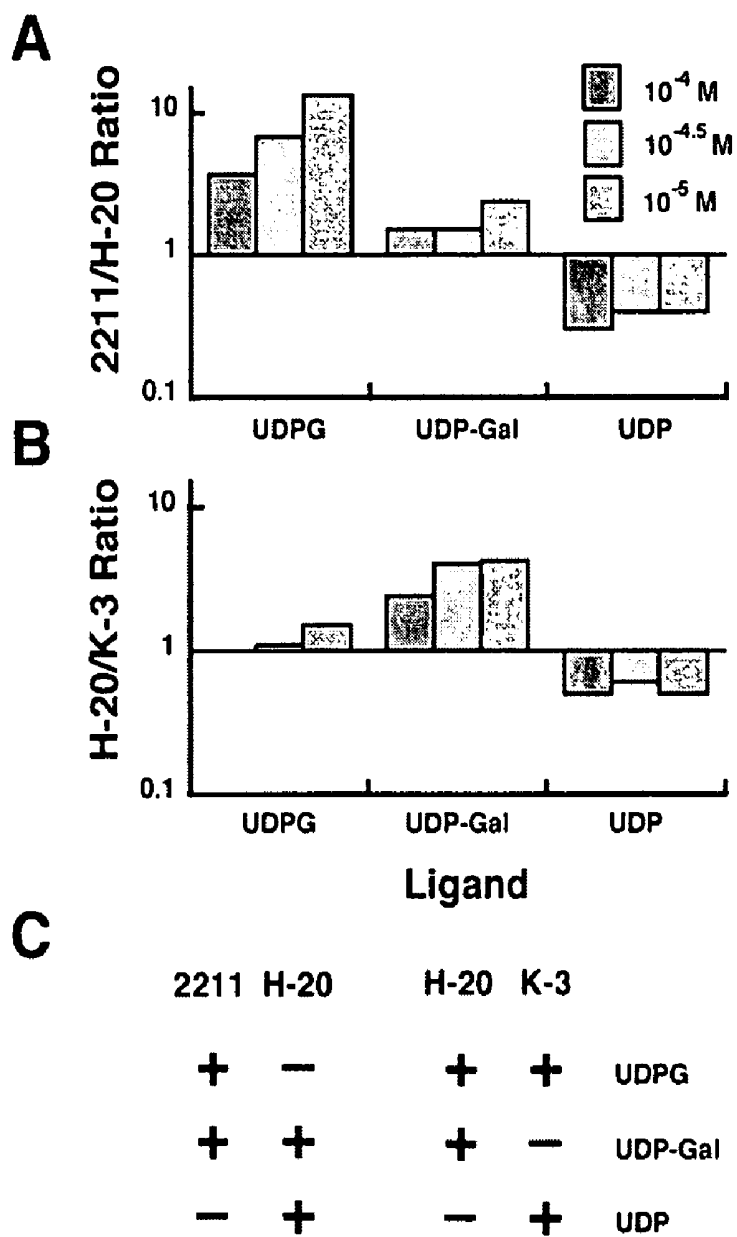 A
2211/H-20 Ratio
10
1
0.1
10⁻⁴ M
10⁻⁴·⁵ M
10⁻⁵ M
UDPG UDP-Gal UDP
B
H-20/K-3 Ratio
10
1
0.1
UDPG UDP-Gal UDP
Ligand
C
2211 H-20 H-20 K-3
+ − + + UDPG
+ + + − UDP-Gal
− + − + UDP